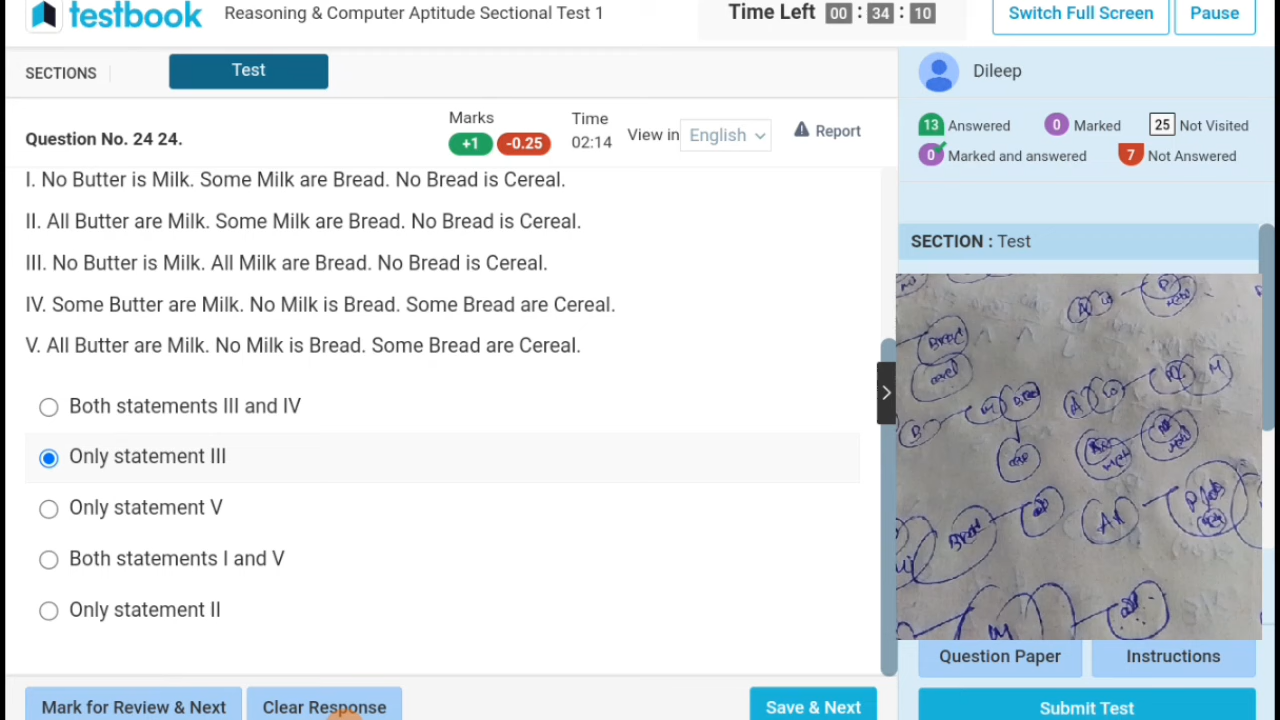 testbook
Reasoning & Computer Aptitude Sectional Test 1
Time Left 00 : 34 : 10
Switch Full Screen
Pause
SECTIONS
Test
Dileep
Question No. 24 24.
Marks
+1 -0.25
Time
02:14
View in English
Report
13 Answered
0 Marked
25 Not Visited
0 Marked and answered
7 Not Answered
I. No Butter is Milk. Some Milk are Bread. No Bread is Cereal.
II. All Butter are Milk. Some Milk are Bread. No Bread is Cereal.
III. No Butter is Milk. All Milk are Bread. No Bread is Cereal.
IV. Some Butter are Milk. No Milk is Bread. Some Bread are Cereal.
V. All Butter are Milk. No Milk is Bread. Some Bread are Cereal.
Both statements III and IV
Only statement III
Only statement V
Both statements I and V
Only statement II
SECTION : Test
M
B
Mark for Review & Next
Clear Response
Save & Next
Question Paper
Instructions
Submit Test